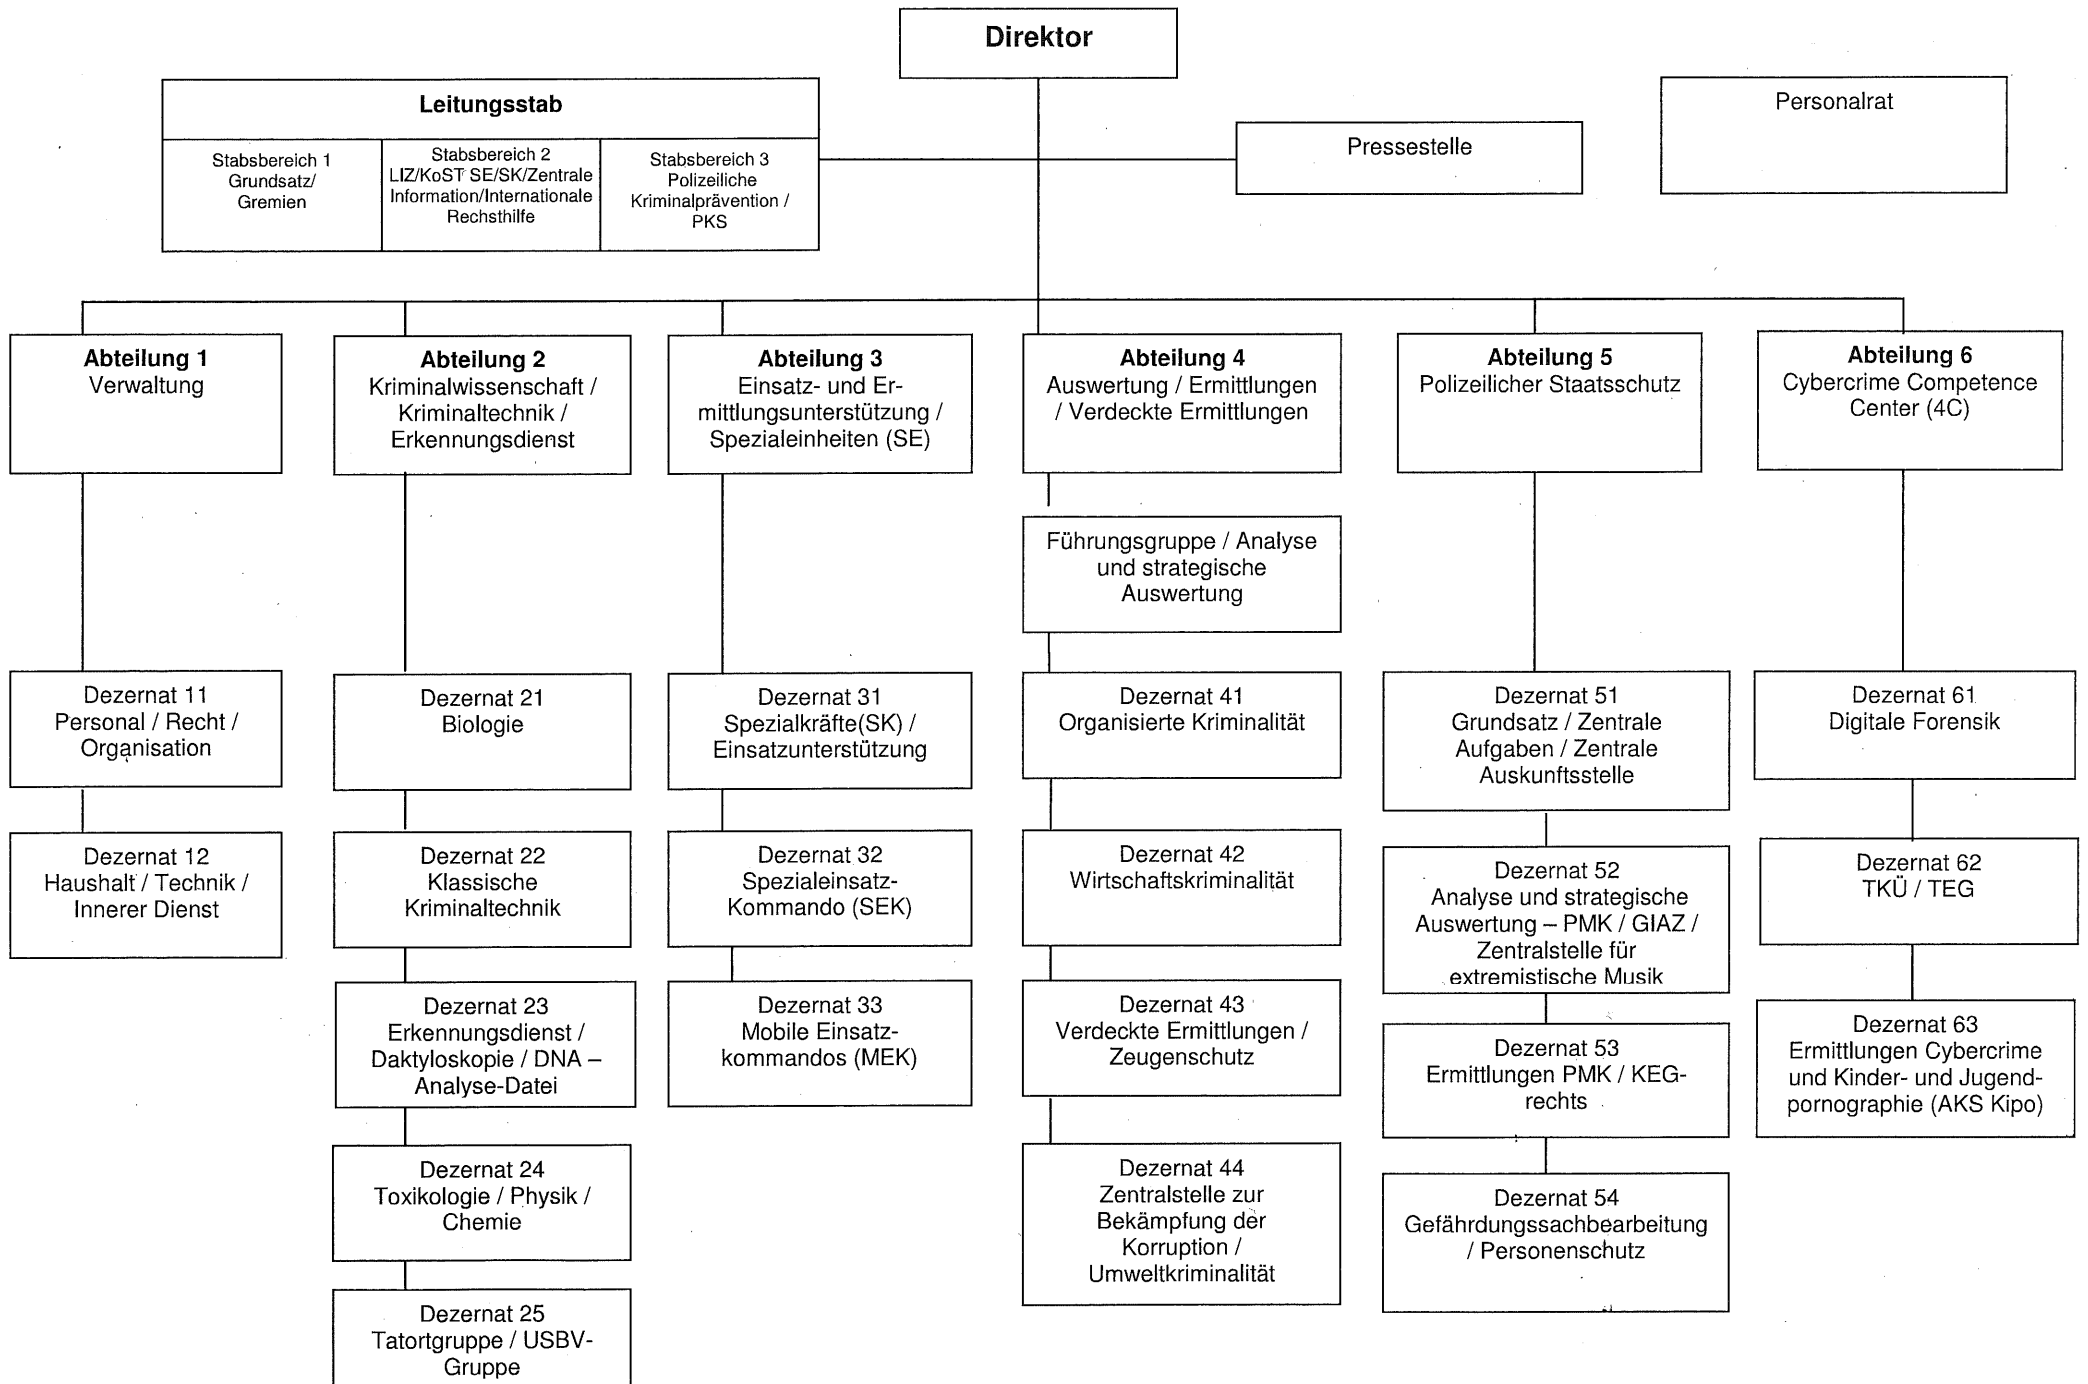 Direktor
Leitungsstab
Stabsbereich 1
Grundsatz/
Gremien
Stabsbereich 2
LIZ/KoST SE/SK/Zentrale
Information/Internationale
Rechsthilfe
Stabsbereich 3
Polizeiliche
Kriminalprävention /
PKS
Pressestelle
Personalrat
Abteilung 1
Verwaltung
Abteilung 2
Kriminalwissenschaft /
Kriminaltechnik /
Erkennungsdienst
Abteilung 3
Einsatz- und Er-
mittlungsunterstützung /
Spezialeinheiten (SE)
Abteilung 4
Auswertung / Ermittlungen
/ Verdeckte Ermittlungen
Abteilung 5
Polizeilicher Staatsschutz
Abteilung 6
Cybercrime Competence
Center (4C)
Führungsgruppe / Analyse
und strategische
Auswertung
Dezernat 11
Personal / Recht /
Organisation
Dezernat 12
Haushalt / Technik /
Innerer Dienst
Dezernat 21
Biologie
Dezernat 22
Klassische
Kriminaltechnik
Dezernat 23
Erkennungsdienst /
Daktyloskopie / DNA –
Analyse-Datei
Dezernat 24
Toxikologie / Physik /
Chemie
Dezernat 25
Tatortgruppe / USBV-
Gruppe
Dezernat 31
Spezialkräfte(SK) /
Einsatzunterstützung
Dezernat 32
Spezialeinsatz-
Kommando (SEK)
Dezernat 33
Mobile Einsatz-
kommandos (MEK)
Dezernat 41
Organisierte Kriminalität
Dezernat 42
Wirtschaftskriminalität
Dezernat 43
Verdeckte Ermittlungen /
Zeugenschutz
Dezernat 44
Zentralstelle zur
Bekämpfung der
Korruption /
Umweltkriminalität
Dezernat 51
Grundsatz / Zentrale
Aufgaben / Zentrale
Auskunftsstelle
Dezernat 52
Analyse und strategische
Auswertung – PMK / GIAZ /
Zentralstelle für
extremistische Musik
Dezernat 53
Ermittlungen PMK / KEG-
rechts
Dezernat 54
Gefährdungssachbearbeitung
/ Personenschutz
Dezernat 61
Digitale Forensik
Dezernat 62
TKÜ / TEG
Dezernat 63
Ermittlungen Cybercrime
und Kinder- und Jugend-
pornographie (AKS Kipo)